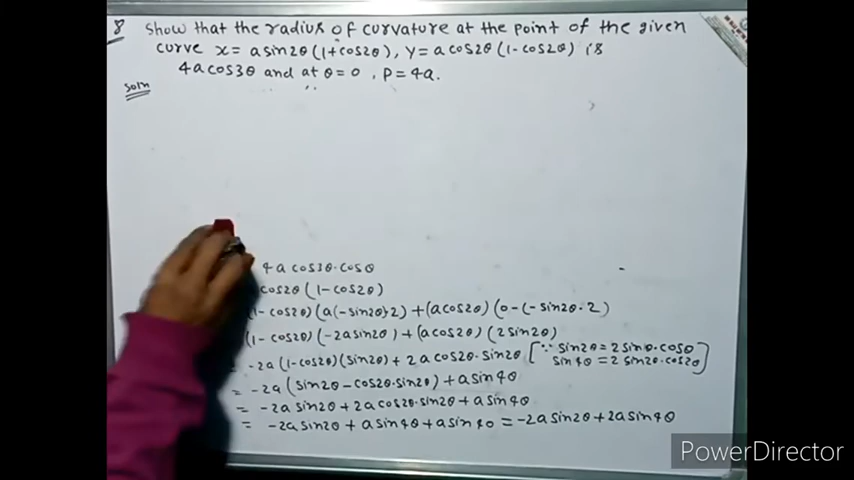 8 Show that the radius of curvature at the point of the given
curve x = a sin2θ (1+cos2θ), y = a cos2θ (1-cos2θ) is
4a cos3θ and at θ = 0, ρ = 4a.
Soln
4a cos3θ·cosθ
cos2θ (1-cos2θ)
(1-cos2θ)(a(-sin2θ)·2) + (a cos2θ) (0-(-sin2θ·2)
(1-cos2θ)(-2a sin2θ) + (a cos2θ) (2 sin2θ)
= -2a (1-cos2θ)(sin2θ) + 2a cos2θ·sin2θ [∵ sin2θ = 2 sinθ·cosθ
sin4θ = 2 sin2θ·cos2θ]
= -2a (sin2θ - cos2θ·sin2θ) + a sin4θ
= -2a sin2θ + 2a cos2θ·sin2θ + a sin4θ
= -2a sin2θ + a sin4θ + a sin4θ = -2a sin2θ + 2a sin4θ
PowerDirector